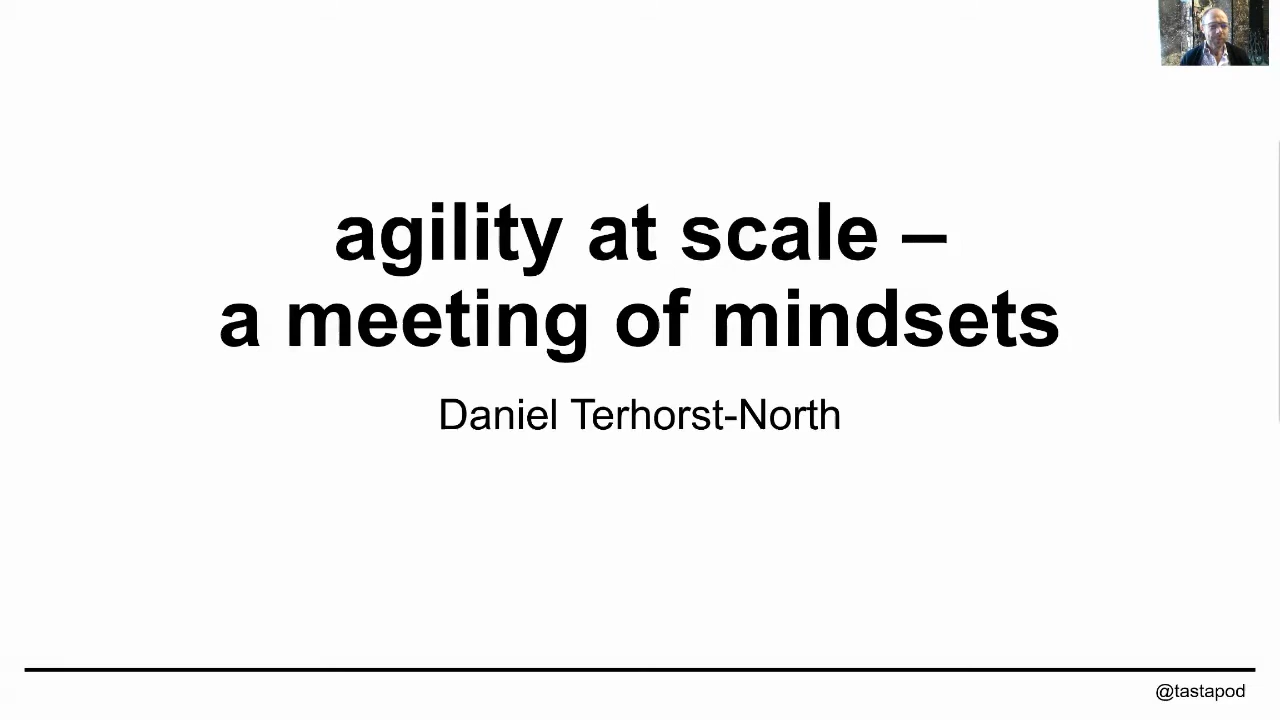 agility at scale –
a meeting of mindsets
Daniel Terhorst-North
@tastapod